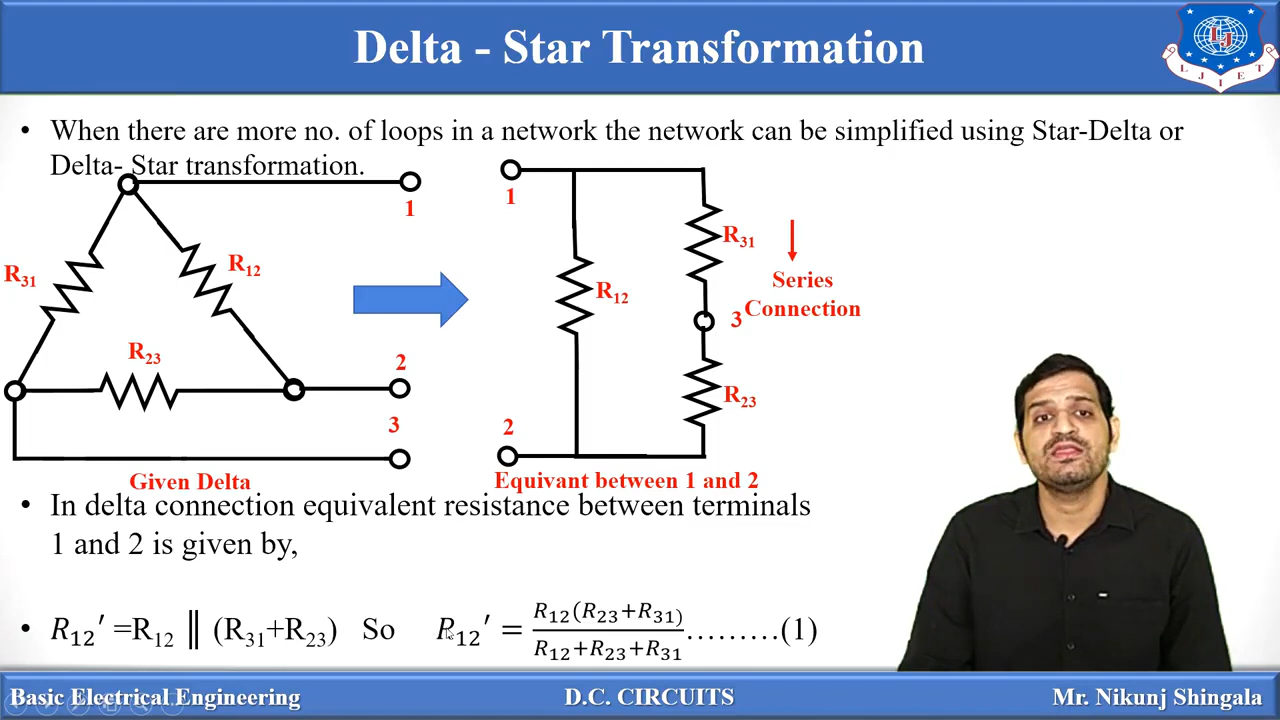 Delta - Star Transformation
L J I E T
LJ
• When there are more no. of loops in a network the network can be simplified using Star-Delta or
Delta- Star transformation.
1
R31
R12
R23
2
3
Given Delta
1
R12
R31
3
R23
2
Series
Connection
Equivant between 1 and 2
• In delta connection equivalent resistance between terminals
1 and 2 is given by,
• R12′ =R12 ∥ (R31+R23) So R12′ = R12(R23+R31) / R12+R23+R31 .........(1)
Basic Electrical Engineering
D.C. CIRCUITS
Mr. Nikunj Shingala